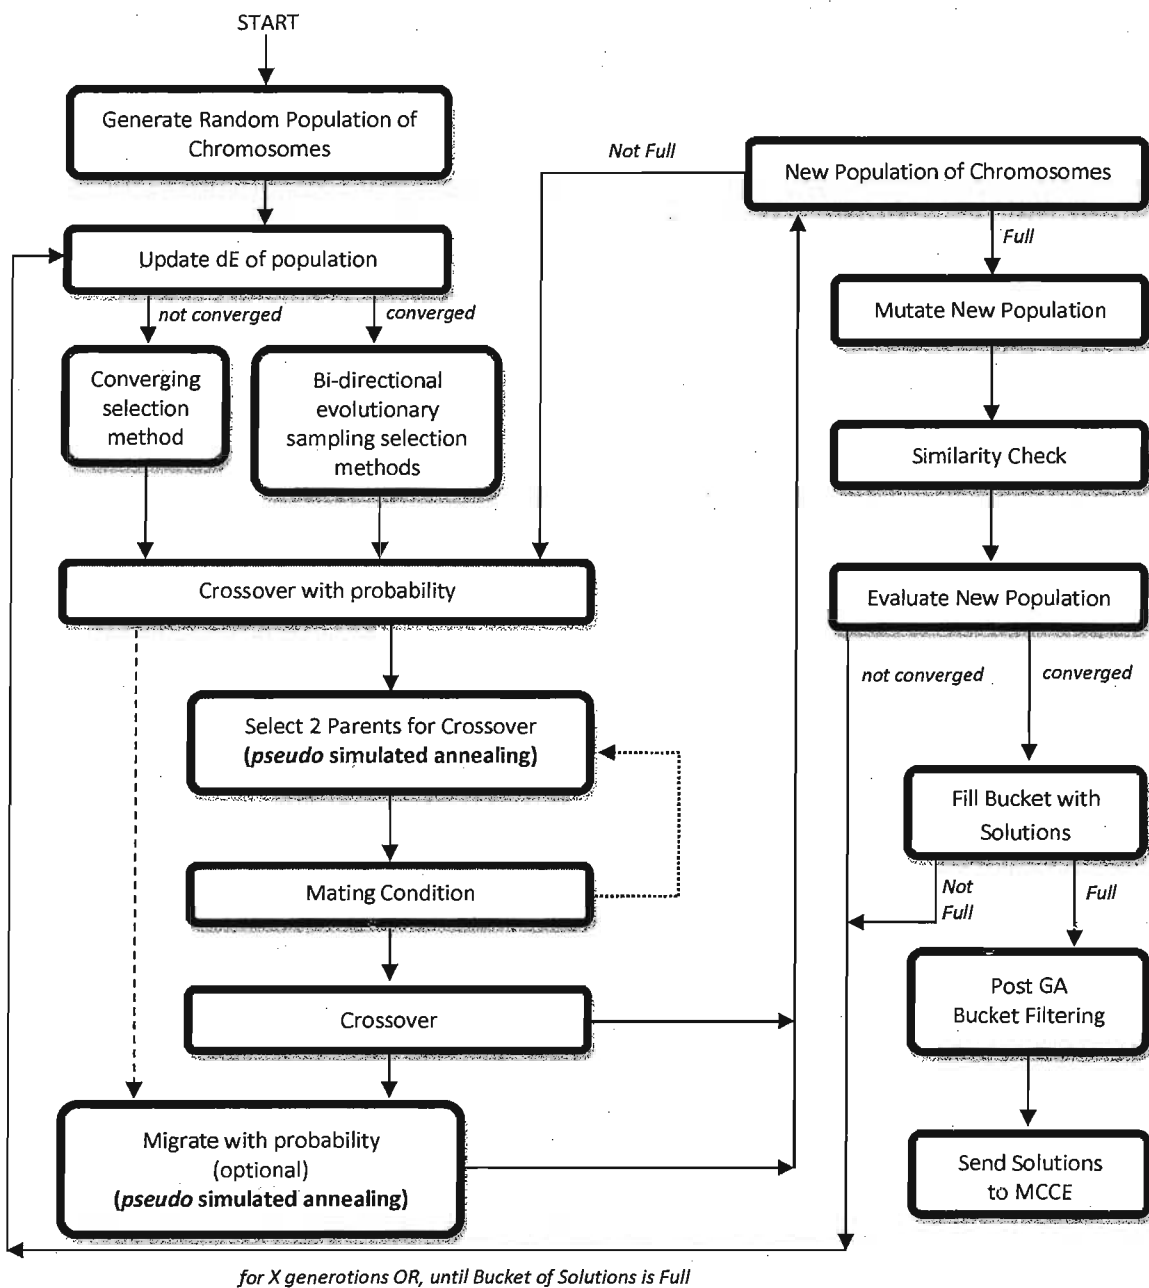 START
Generate Random Population of
Chromosomes
Update dE of population
not converged
converged
Converging
selection
method
Bi-directional
evolutionary
sampling selection
methods
Crossover with probability
Select 2 Parents for Crossover
(pseudo simulated annealing)
Mating Condition
Crossover
Migrate with probability
(optional)
(pseudo simulated annealing)
Not Full
New Population of Chromosomes
Full
Mutate New Population
Similarity Check
Evaluate New Population
not converged
converged
Fill Bucket with
Solutions
Not
Full
Full
Post GA
Bucket Filtering
Send Solutions
to MCCE
for X generotions OR, until Bucket of Solutions is Full